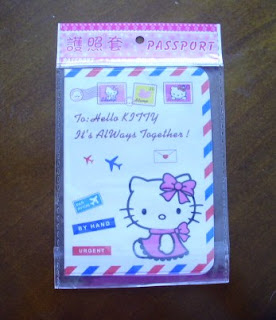 護照套 PASSPORT
To: Hello KITTY
It's AlWays Together!
BY HAND
URGENT